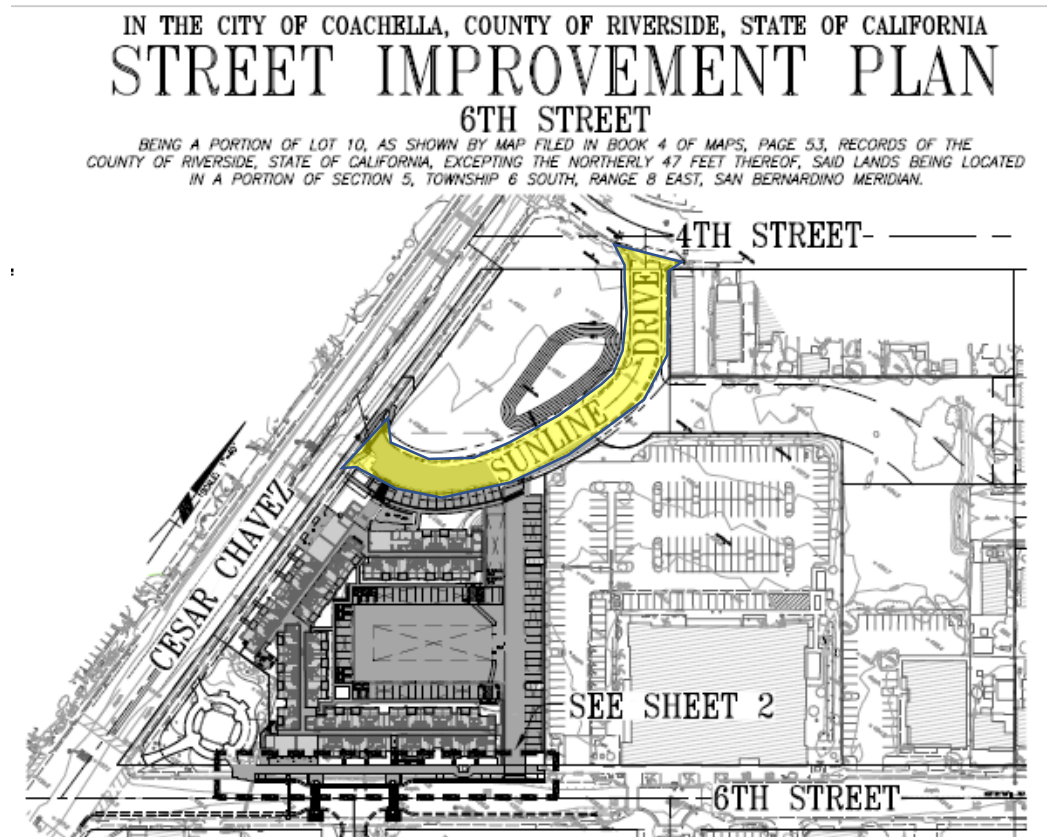 IN THE CITY OF COACHELLA, COUNTY OF RIVERSIDE, STATE OF CALIFORNIA
STREET IMPROVEMENT PLAN
6TH STREET
BEING A PORTION OF LOT 10, AS SHOWN BY MAP FILED IN BOOK 4 OF MAPS, PAGE 53, RECORDS OF THE
COUNTY OF RIVERSIDE, STATE OF CALIFORNIA, EXCEPTING THE NORTHERLY 47 FEET THEREOF, SAID LANDS BEING LOCATED
IN A PORTION OF SECTION 5, TOWNSHIP 6 SOUTH, RANGE 8 EAST, SAN BERNARDINO MERIDIAN.
4TH STREET
SUNLINE DRIVE
CESAR CHAVEZ
SEE SHEET 2
6TH STREET